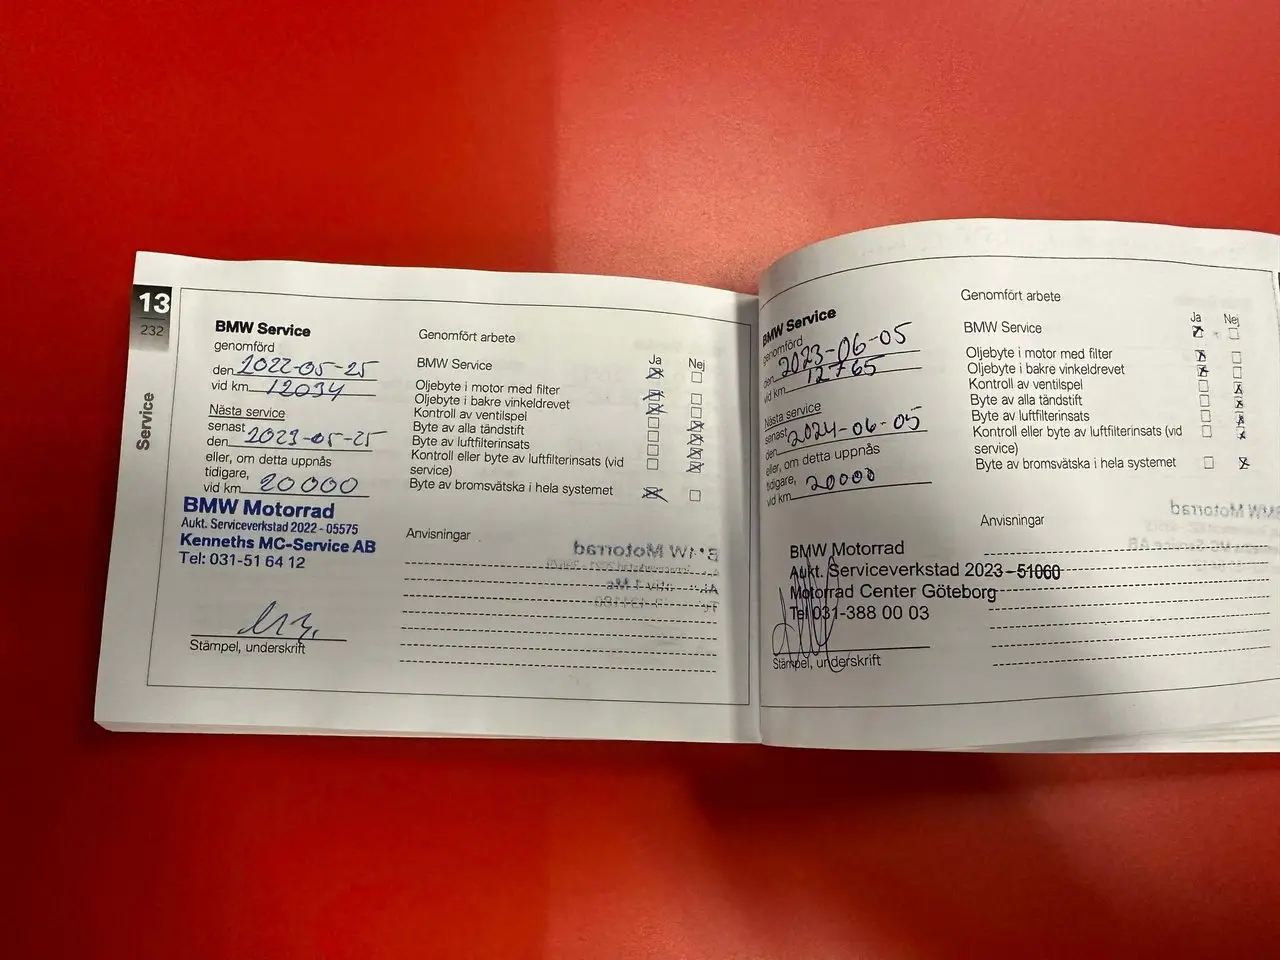 13
232
Service
BMW Service
genomförd
den 2022-05-25
vid km 12034
Nästa service
senast
den 2023-05-25
eller, om detta uppnås
tidigare,
vid km 20000
BMW Motorrad
Aukt. Serviceverkstad 2022 - 05575
Kenneths MC-Service AB
Tel: 031-51 64 12
Stämpel, underskrift
Genomfört arbete
Ja Nej
BMW Service
Oljebyte i motor med filter
Oljebyte i bakre vinkeldrevet
Kontroll av ventilspel
Byte av alla tändstift
Byte av luftfilterinsats
Kontroll eller byte av luftfilterinsats (vid
service)
Byte av bromsvätska i hela systemet
Anvisningar
BMW Service
genomförd
den 2023-06-05
vid km 12765
Nästa service
senast
den 2024-06-05
eller, om detta uppnås
tidigare,
vid km 20000
BMW Motorrad
Aukt. Serviceverkstad 2023-51060
Motorrad Center Göteborg
Tel 031-388 00 03
Stämpel, underskrift
Genomfört arbete
Ja Nej
BMW Service
Oljebyte i motor med filter
Oljebyte i bakre vinkeldrevet
Kontroll av ventilspel
Byte av alla tändstift
Byte av luftfilterinsats
Kontroll eller byte av luftfilterinsats (vid
service)
Byte av bromsvätska i hela systemet
Anvisningar